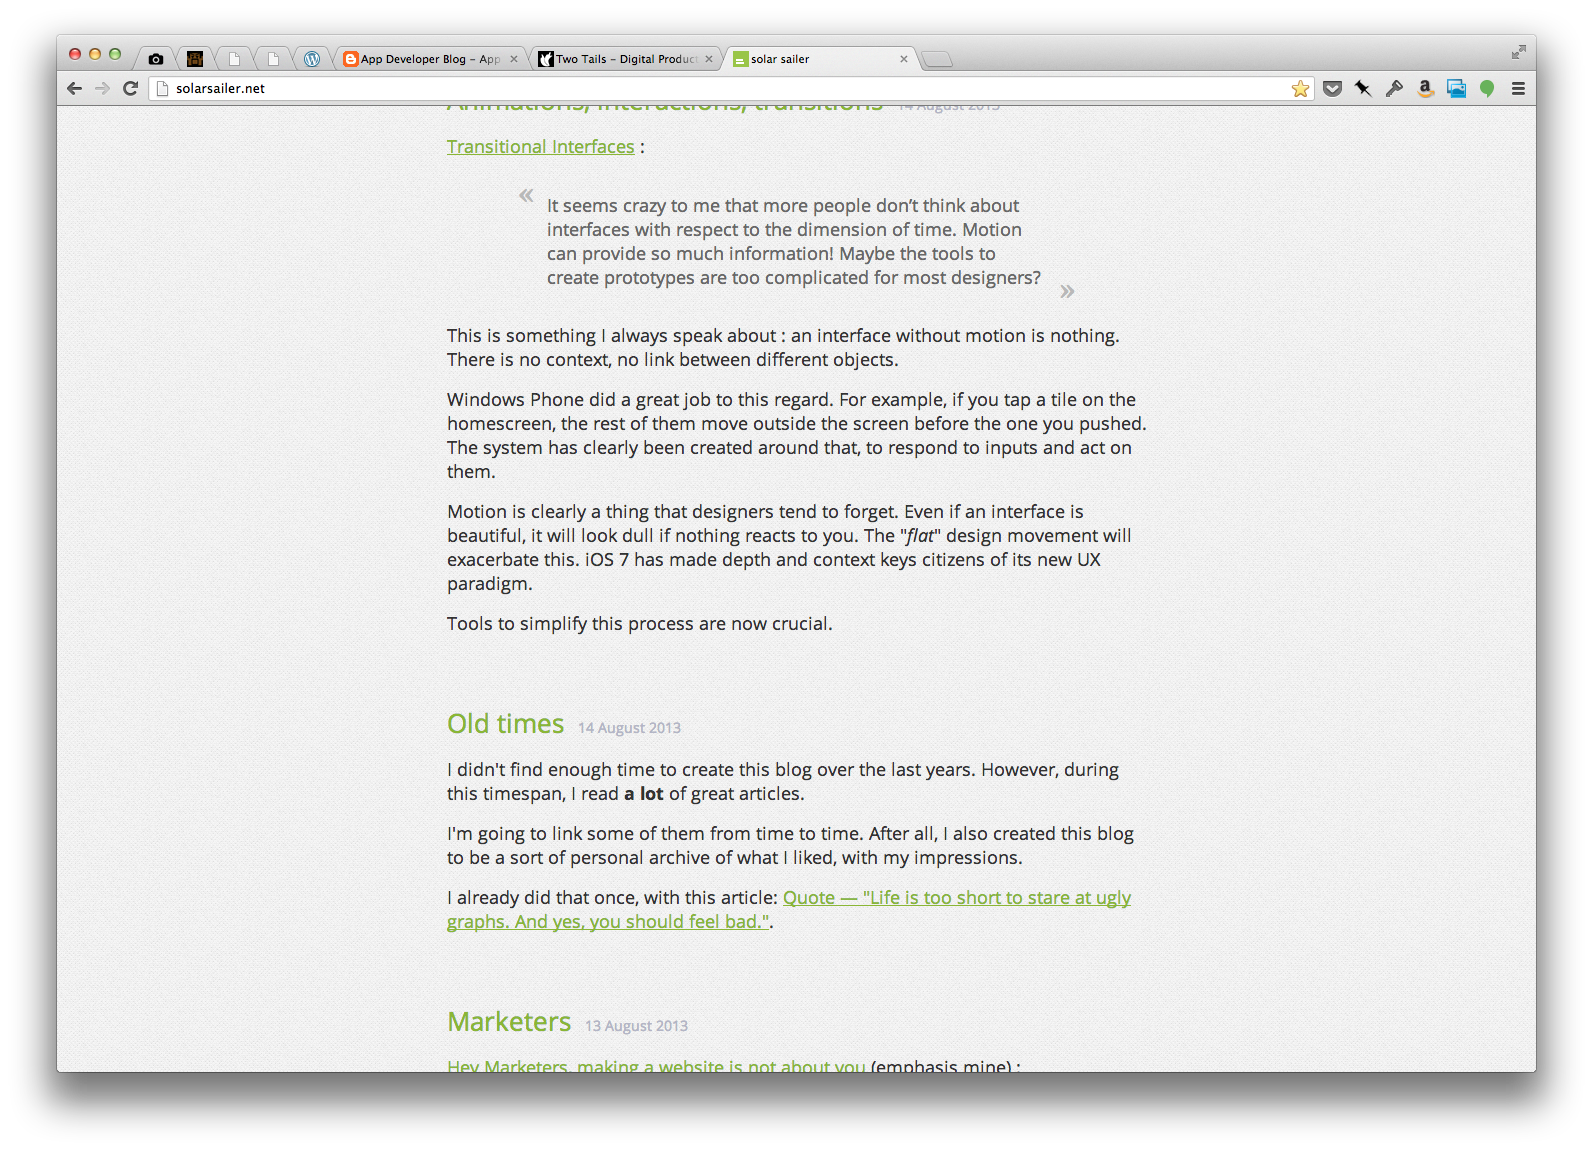 App Developer Blog – App
Two Tails – Digital Product
solar sailer
solarsailer.net
Animations, interactions, transitions 14 August 2013
Transitional Interfaces :
« It seems crazy to me that more people don’t think about
interfaces with respect to the dimension of time. Motion
can provide so much information! Maybe the tools to
create prototypes are too complicated for most designers? »
This is something I always speak about : an interface without motion is nothing.
There is no context, no link between different objects.
Windows Phone did a great job to this regard. For example, if you tap a tile on the
homescreen, the rest of them move outside the screen before the one you pushed.
The system has clearly been created around that, to respond to inputs and act on
them.
Motion is clearly a thing that designers tend to forget. Even if an interface is
beautiful, it will look dull if nothing reacts to you. The "flat" design movement will
exacerbate this. iOS 7 has made depth and context keys citizens of its new UX
paradigm.
Tools to simplify this process are now crucial.
Old times 14 August 2013
I didn't find enough time to create this blog over the last years. However, during
this timespan, I read a lot of great articles.
I'm going to link some of them from time to time. After all, I also created this blog
to be a sort of personal archive of what I liked, with my impressions.
I already did that once, with this article: Quote — "Life is too short to stare at ugly
graphs. And yes, you should feel bad.".
Marketers 13 August 2013
Hey Marketers, making a website is not about you (emphasis mine) :